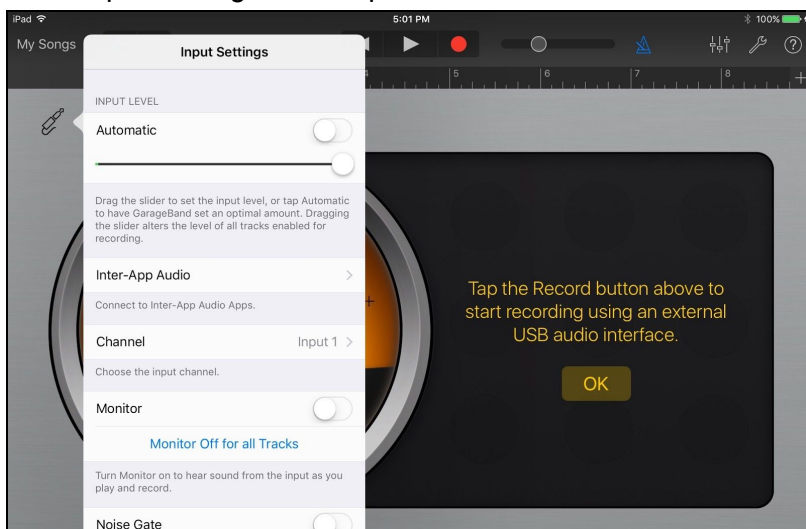 iPad
5:01 PM
100%
My Songs
Input Settings
4
5
6
7
8
+
?
INPUT LEVEL
Automatic
Drag the slider to set the input level, or tap Automatic
to have GarageBand set an optimal amount. Dragging
the slider alters the level of all tracks enabled for
recording.
Inter-App Audio
Connect to Inter-App Audio Apps.
Channel Input 1
Choose the input channel.
Monitor
Monitor Off for all Tracks
Turn Monitor on to hear sound from the input as you
play and record.
Noise Gate
Tap the Record button above to
start recording using an external
USB audio interface.
OK